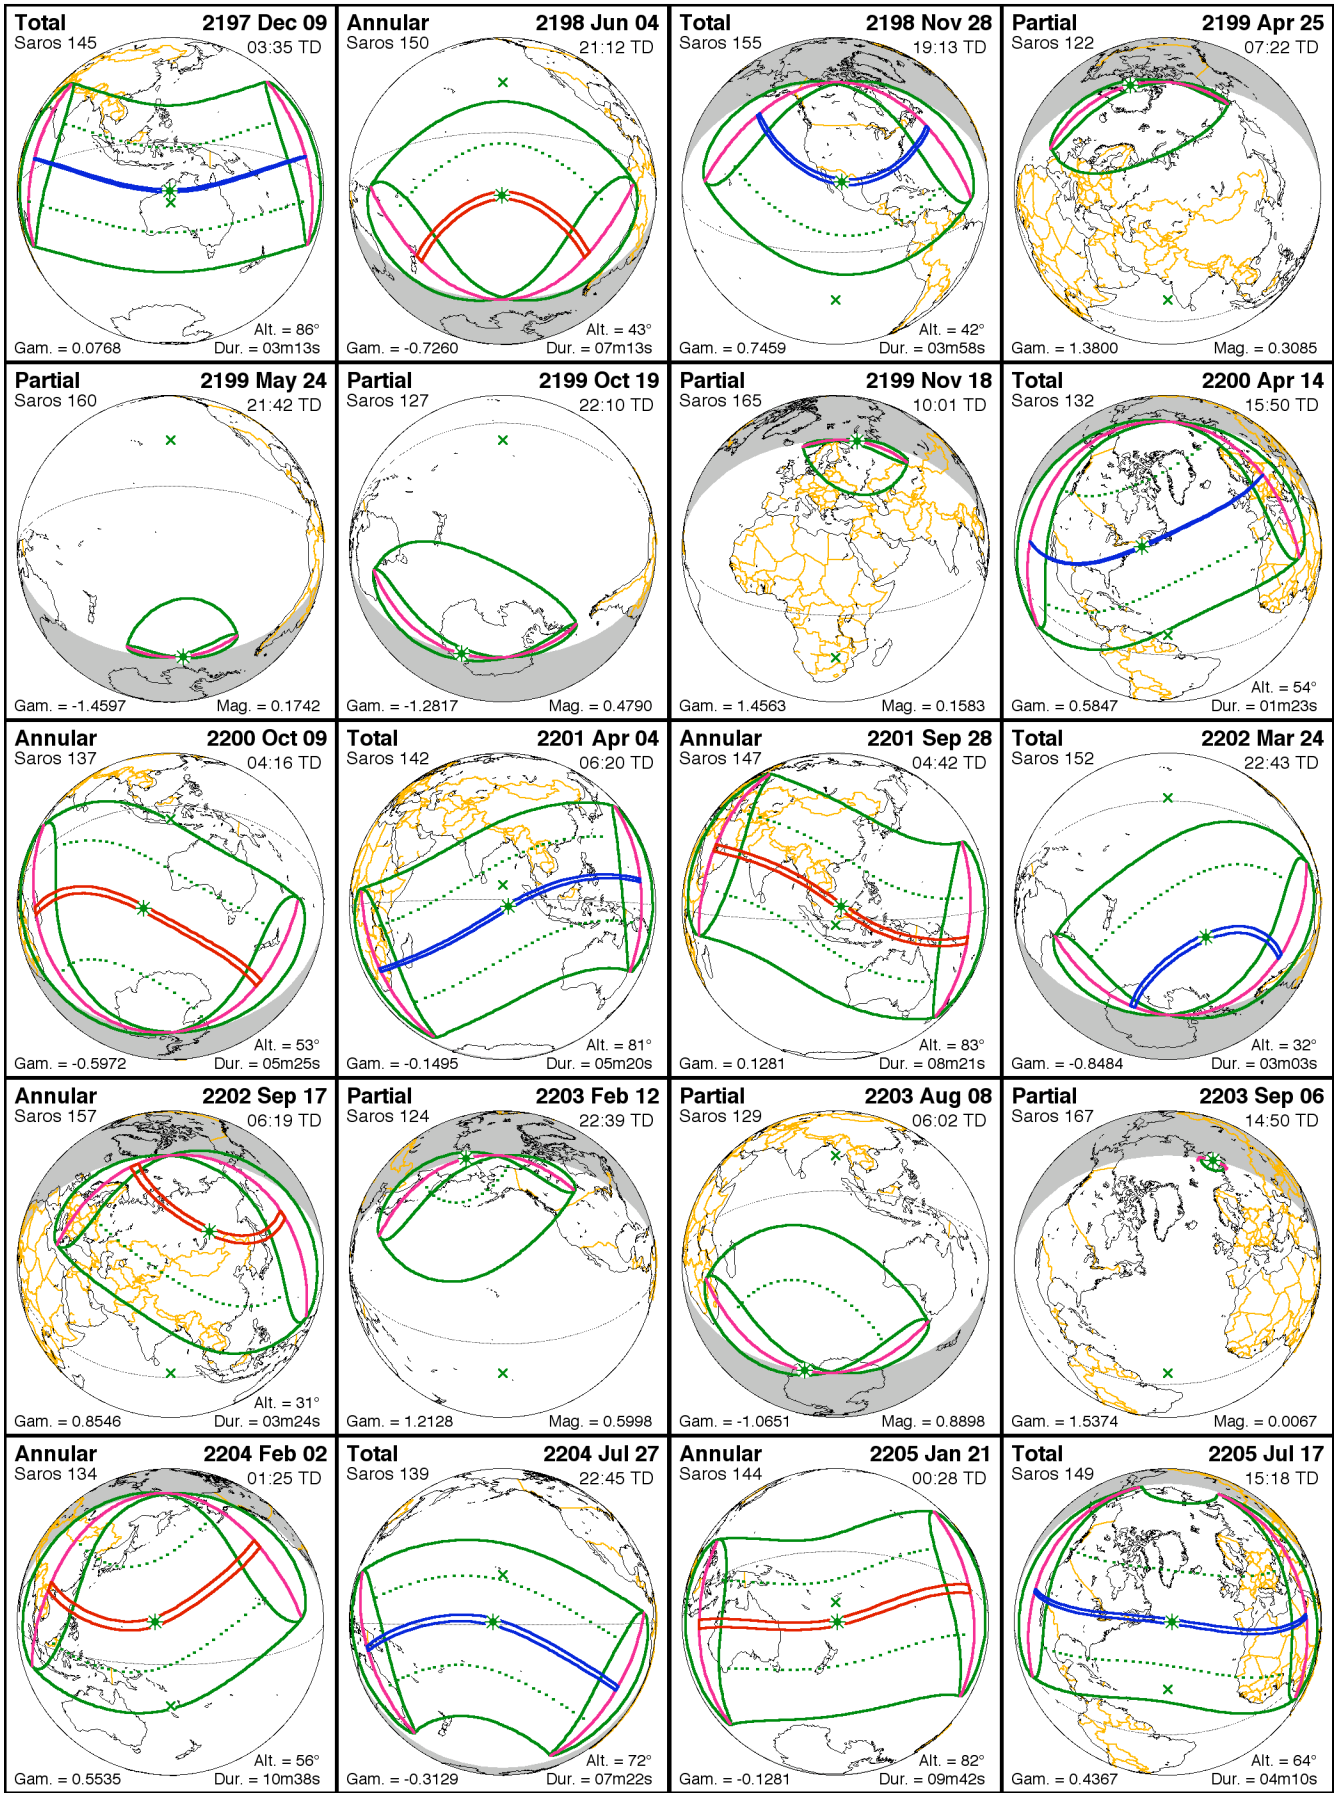 Total 2197 Dec 09
Saros 145 03:35 TD
Alt. = 86°
Gam. = 0.0768 Dur. = 03m13s
Annular 2198 Jun 04
Saros 150 21:12 TD
Alt. = 43°
Gam. = -0.7260 Dur. = 07m13s
Total 2198 Nov 28
Saros 155 19:13 TD
Alt. = 42°
Gam. = 0.7459 Dur. = 03m58s
Partial 2199 Apr 25
Saros 122 07:22 TD
Gam. = 1.3800 Mag. = 0.3085
Partial 2199 May 24
Saros 160 21:42 TD
Gam. = -1.4597 Mag. = 0.1742
Partial 2199 Oct 19
Saros 127 22:10 TD
Gam. = -1.2817 Mag. = 0.4790
Partial 2199 Nov 18
Saros 165 10:01 TD
Gam. = 1.4563 Mag. = 0.1583
Total 2200 Apr 14
Saros 132 15:50 TD
Alt. = 54°
Gam. = 0.5847 Dur. = 01m23s
Annular 2200 Oct 09
Saros 137 04:16 TD
Alt. = 53°
Gam. = -0.5972 Dur. = 05m25s
Total 2201 Apr 04
Saros 142 06:20 TD
Alt. = 81°
Gam. = -0.1495 Dur. = 05m20s
Annular 2201 Sep 28
Saros 147 04:42 TD
Alt. = 83°
Gam. = 0.1281 Dur. = 08m21s
Total 2202 Mar 24
Saros 152 22:43 TD
Alt. = 32°
Gam. = -0.8484 Dur. = 03m03s
Annular 2202 Sep 17
Saros 157 06:19 TD
Alt. = 31°
Gam. = 0.8546 Dur. = 03m24s
Partial 2203 Feb 12
Saros 124 22:39 TD
Gam. = 1.2128 Mag. = 0.5998
Partial 2203 Aug 08
Saros 129 06:02 TD
Gam. = -1.0651 Mag. = 0.8898
Partial 2203 Sep 06
Saros 167 14:50 TD
Gam. = 1.5374 Mag. = 0.0067
Annular 2204 Feb 02
Saros 134 01:25 TD
Alt. = 56°
Gam. = 0.5535 Dur. = 10m38s
Total 2204 Jul 27
Saros 139 22:45 TD
Alt. = 72°
Gam. = -0.3129 Dur. = 07m22s
Annular 2205 Jan 21
Saros 144 00:28 TD
Alt. = 82°
Gam. = -0.1281 Dur. = 09m42s
Total 2205 Jul 17
Saros 149 15:18 TD
Alt. = 64°
Gam. = 0.4367 Dur. = 04m10s